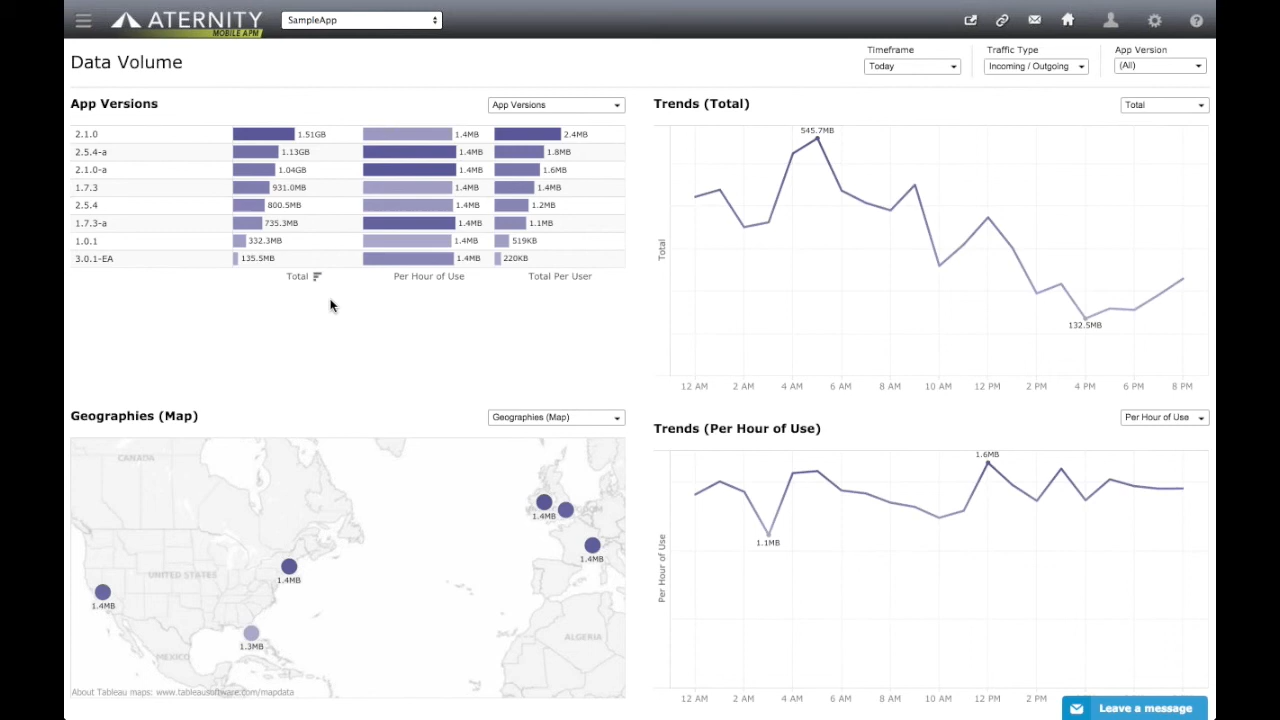 ATERNITY
MOBILE APM
SampleApp
Data Volume
Timeframe
Today
Traffic Type
Incoming / Outgoing
App Version
(All)
App Versions
App Versions
2.1.0 1.51GB 1.4MB 2.4MB
2.5.4-a 1.13GB 1.4MB 1.8MB
2.1.0-a 1.04GB 1.4MB 1.6MB
1.7.3 931.0MB 1.4MB 1.4MB
2.5.4 800.5MB 1.4MB 1.2MB
1.7.3-a 735.3MB 1.4MB 1.1MB
1.0.1 332.3MB 1.4MB 519KB
3.0.1-EA 135.5MB 1.4MB 220KB
Total Per Hour of Use Total Per User
Trends (Total)
Total
545.7MB
Total
132.5MB
12 AM 2 AM 4 AM 6 AM 8 AM 10 AM 12 PM 2 PM 4 PM 6 PM 8 PM
Geographies (Map)
Geographies (Map)
CANADA
1.4MB
1.4MB
UNITED STATES
1.4MB
1.4MB
1.3MB
ALGERIA
MEXICO
About Tableau maps: www.tableausoftware.com/mapdata
Trends (Per Hour of Use)
Per Hour of Use
1.6MB
1.1MB
Per Hour of Use
12 AM 2 AM 4 AM 6 AM 8 AM 10 AM 12 PM 2 PM
Leave a message